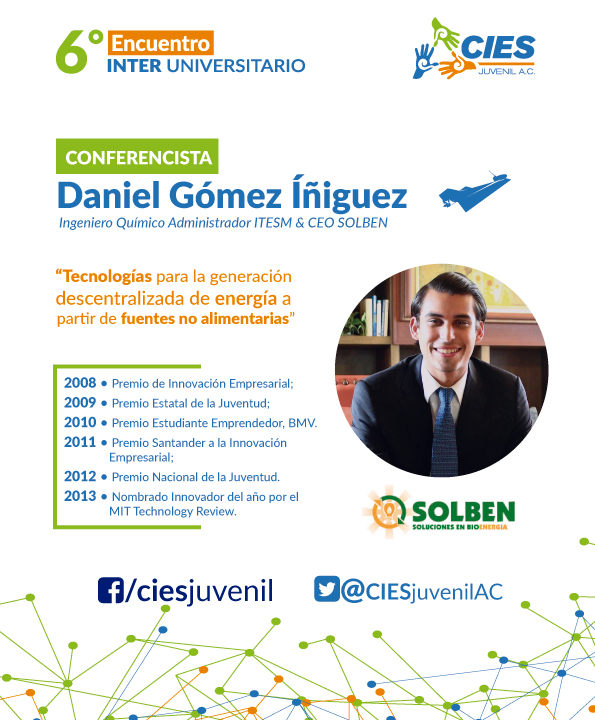 6° Encuentro
INTER UNIVERSITARIO
CIES
JUVENIL A.C.
CONFERENCISTA
Daniel Gómez Íñiguez
Ingeniero Químico Administrador ITESM & CEO SOLBEN
“Tecnologías para la generación
descentralizada de energía a
partir de fuentes no alimentarias”
2008 • Premio de Innovación Empresarial;
2009 • Premio Estatal de la Juventud;
2010 • Premio Estudiante Emprendedor, BMV.
2011 • Premio Santander a la Innovación
Empresarial;
2012 • Premio Nacional de la Juventud.
2013 • Nombrado Innovador del año por el
MIT Technology Review.
SOLBEN
SOLUCIONES EN BIOENERGIA
/ciesjuvenil
@CIESjuvenilAC